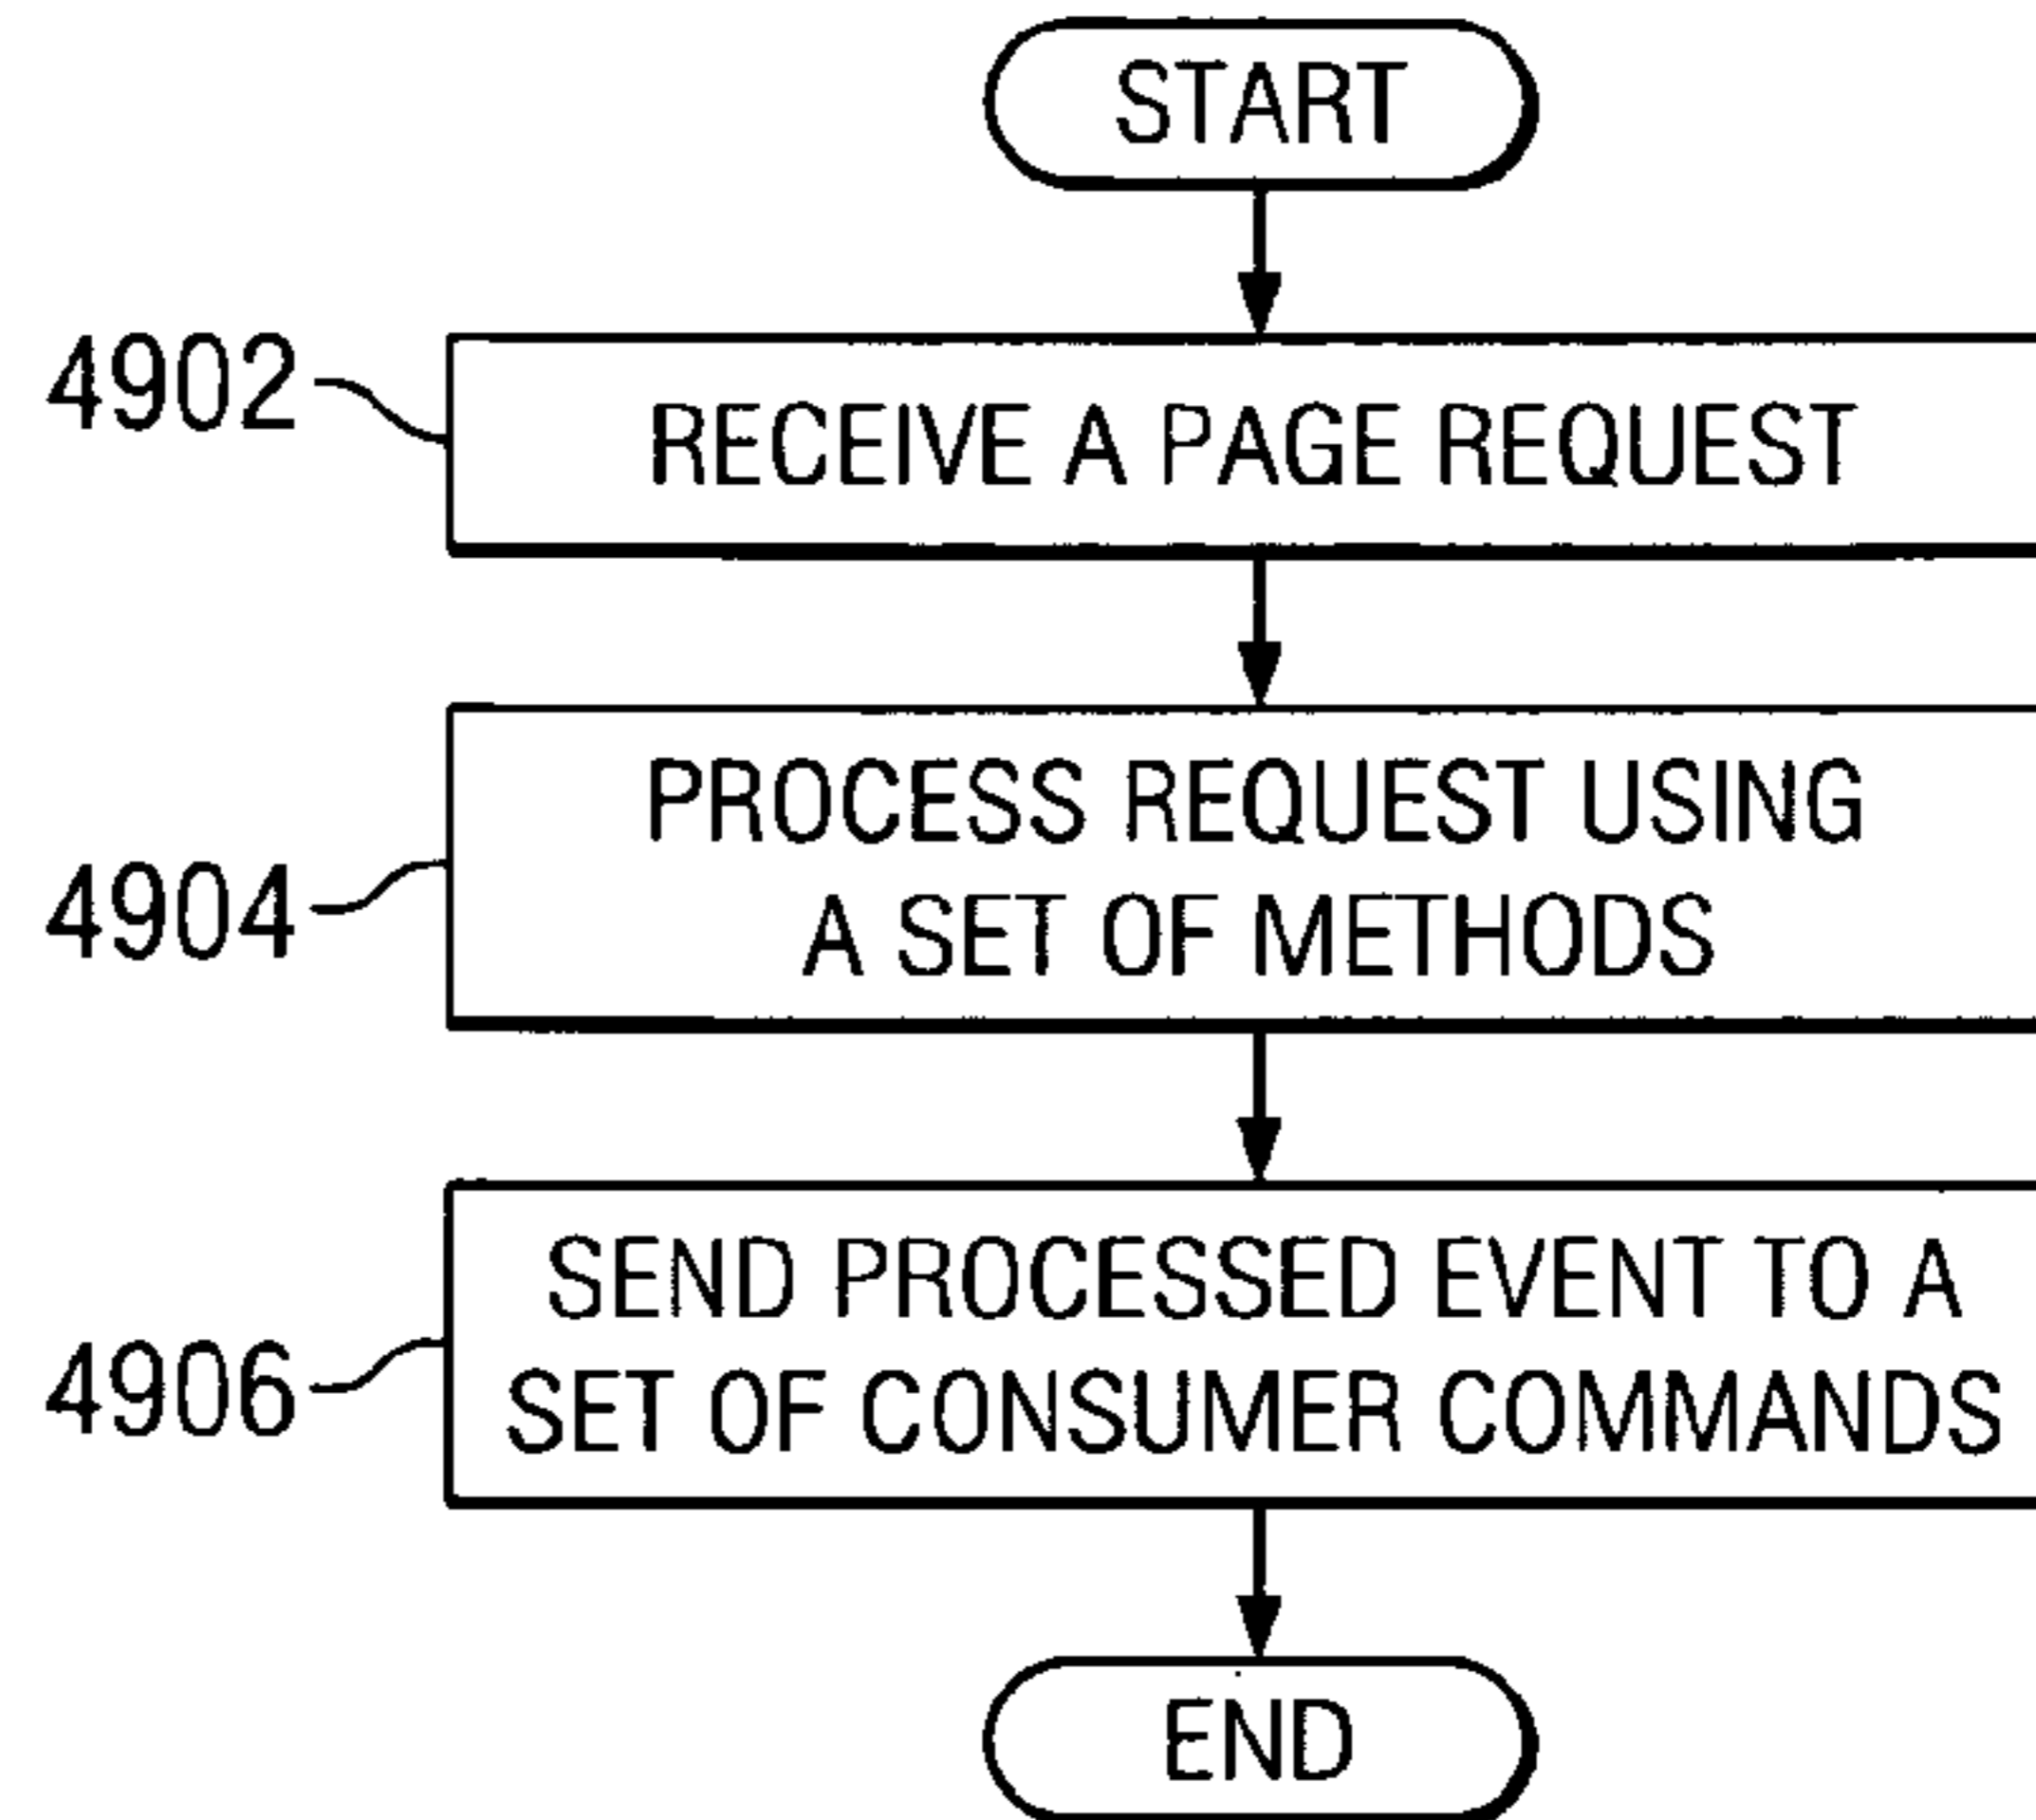 START
4902
RECEIVE A PAGE REQUEST
PROCESS REQUEST USING
A SET OF METHODS
4904
SEND PROCESSED EVENT TO A
SET OF CONSUMER COMMANDS
4906
END